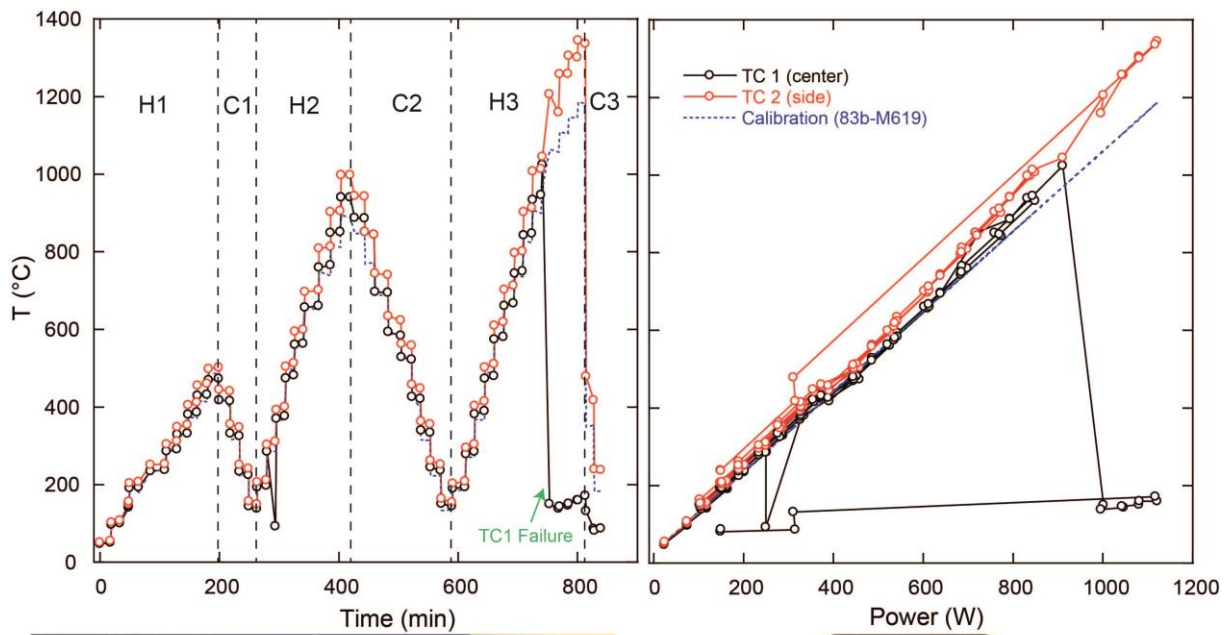 1400
1200
1000
800
600
400
200
0
T (°C)
H1
C1
H2
C2
H3
C3
TC1 Failure
0 200 400 600 800
Time (min)
TC 1 (center)
TC 2 (side)
Calibration (83b-M619)
0 200 400 600 800 1000 1200
Power (W)